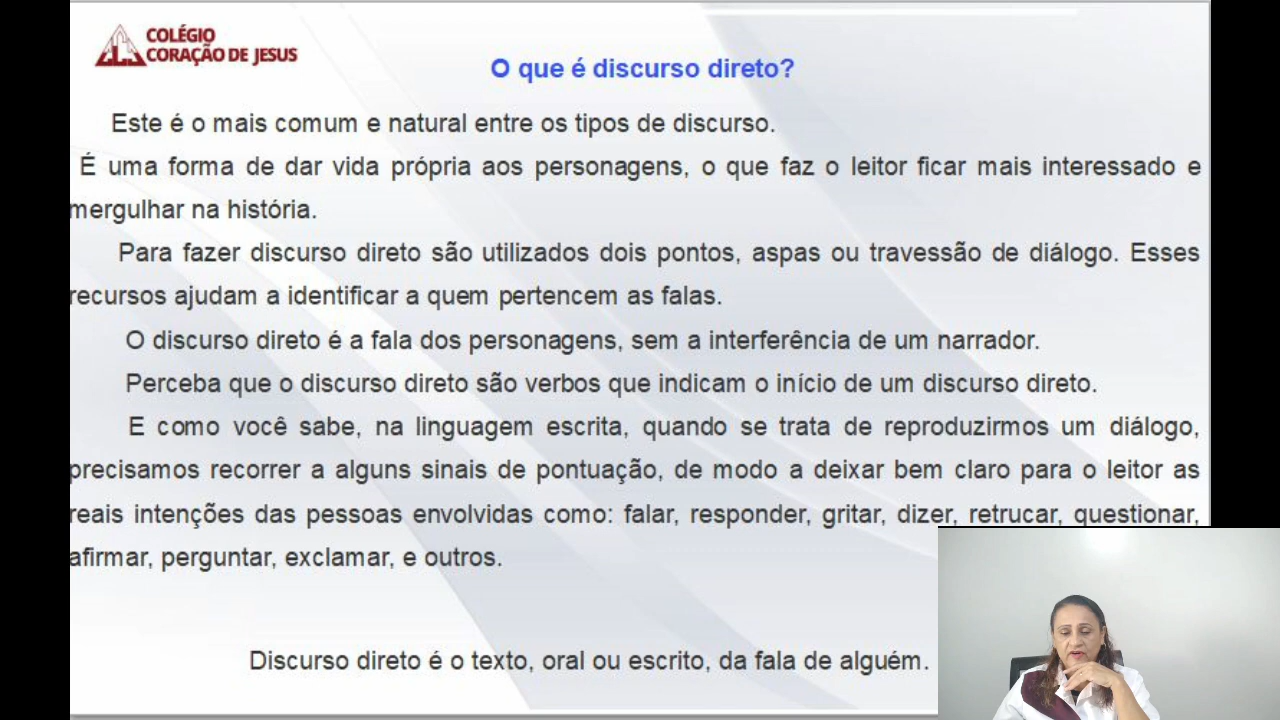 COLÉGIO
CORAÇÃO DE JESUS
O que é discurso direto?
Este é o mais comum e natural entre os tipos de discurso.
É uma forma de dar vida própria aos personagens, o que faz o leitor ficar mais interessado e
mergulhar na história.
Para fazer discurso direto são utilizados dois pontos, aspas ou travessão de diálogo. Esses
recursos ajudam a identificar a quem pertencem as falas.
O discurso direto é a fala dos personagens, sem a interferência de um narrador.
Perceba que o discurso direto são verbos que indicam o início de um discurso direto.
E como você sabe, na linguagem escrita, quando se trata de reproduzirmos um diálogo,
precisamos recorrer a alguns sinais de pontuação, de modo a deixar bem claro para o leitor as
reais intenções das pessoas envolvidas como: falar, responder, gritar, dizer, retrucar, questionar,
afirmar, perguntar, exclamar, e outros.
Discurso direto é o texto, oral ou escrito, da fala de alguém.